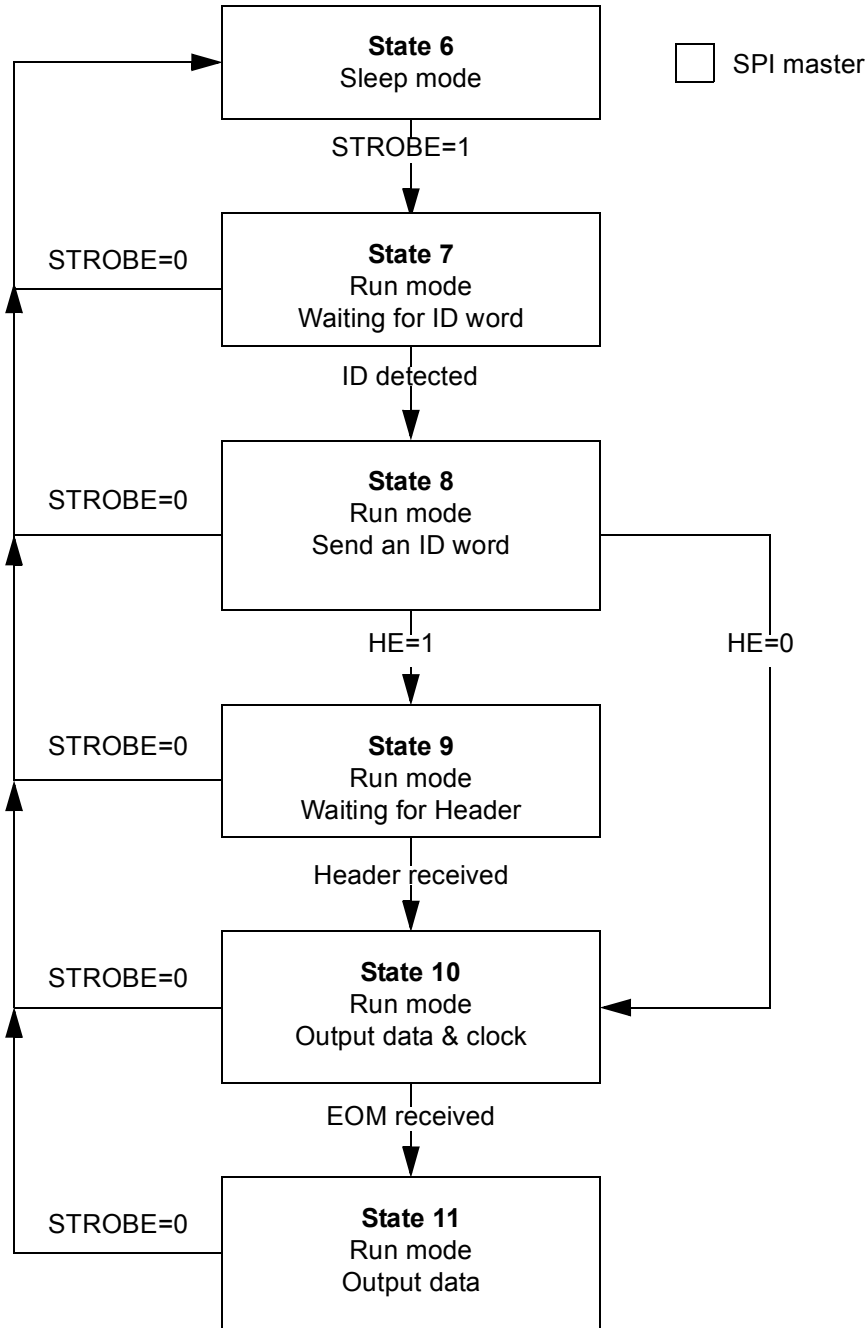 State 6
Sleep mode
SPI master
STROBE=1
STROBE=0
State 7
Run mode
Waiting for ID word
ID detected
STROBE=0
State 8
Run mode
Send an ID word
HE=1
HE=0
STROBE=0
State 9
Run mode
Waiting for Header
Header received
STROBE=0
State 10
Run mode
Output data & clock
EOM received
STROBE=0
State 11
Run mode
Output data